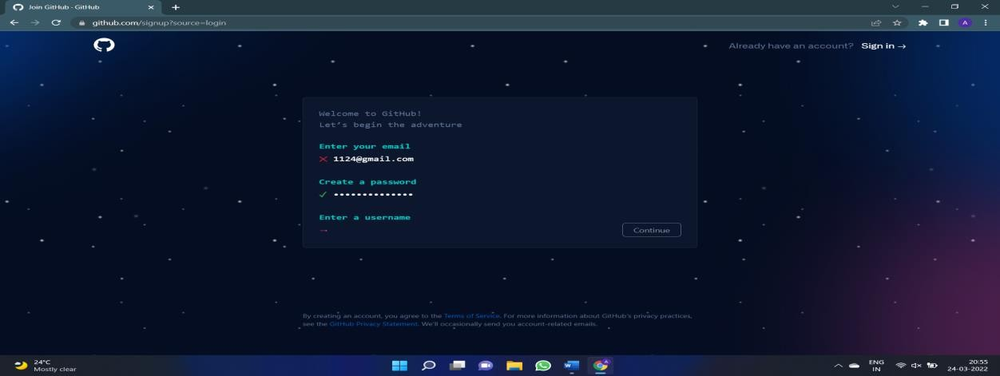 Join GitHub · GitHub
github.com/signup?source=login
A
Already have an account? Sign in →
Welcome to GitHub!
Let's begin the adventure
Enter your email
1124@gmail.com
Create a password
••••••••••••••
Enter a username
Continue
By creating an account, you agree to the Terms of Service. For more information about GitHub's privacy practices,
see the GitHub Privacy Statement. We'll occasionally send you account-related emails.
24°C
Mostly clear
ENG
IN
20:55
24-03-2022